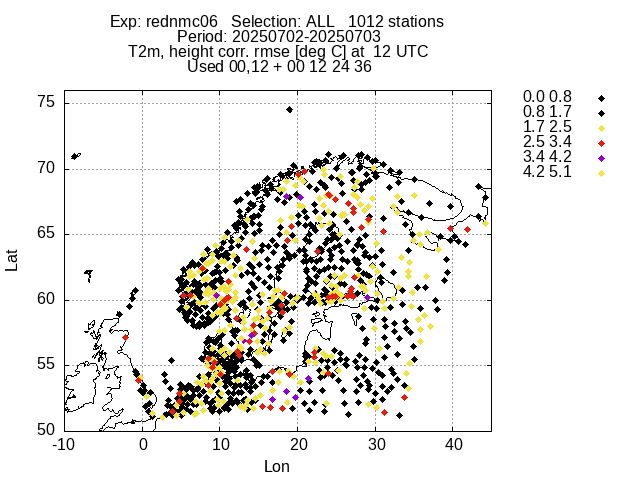 Exp: rednmc06   Selection: ALL   1012 stations
Period: 20250702-20250703
T2m, height corr. rmse [deg C] at  12 UTC
Used 00,12 + 00 12 24 36
75
70
65
60
55
50
-10 0 10 20 30 40
Lat
Lon
0.0 0.8
0.8 1.7
1.7 2.5
2.5 3.4
3.4 4.2
4.2 5.1